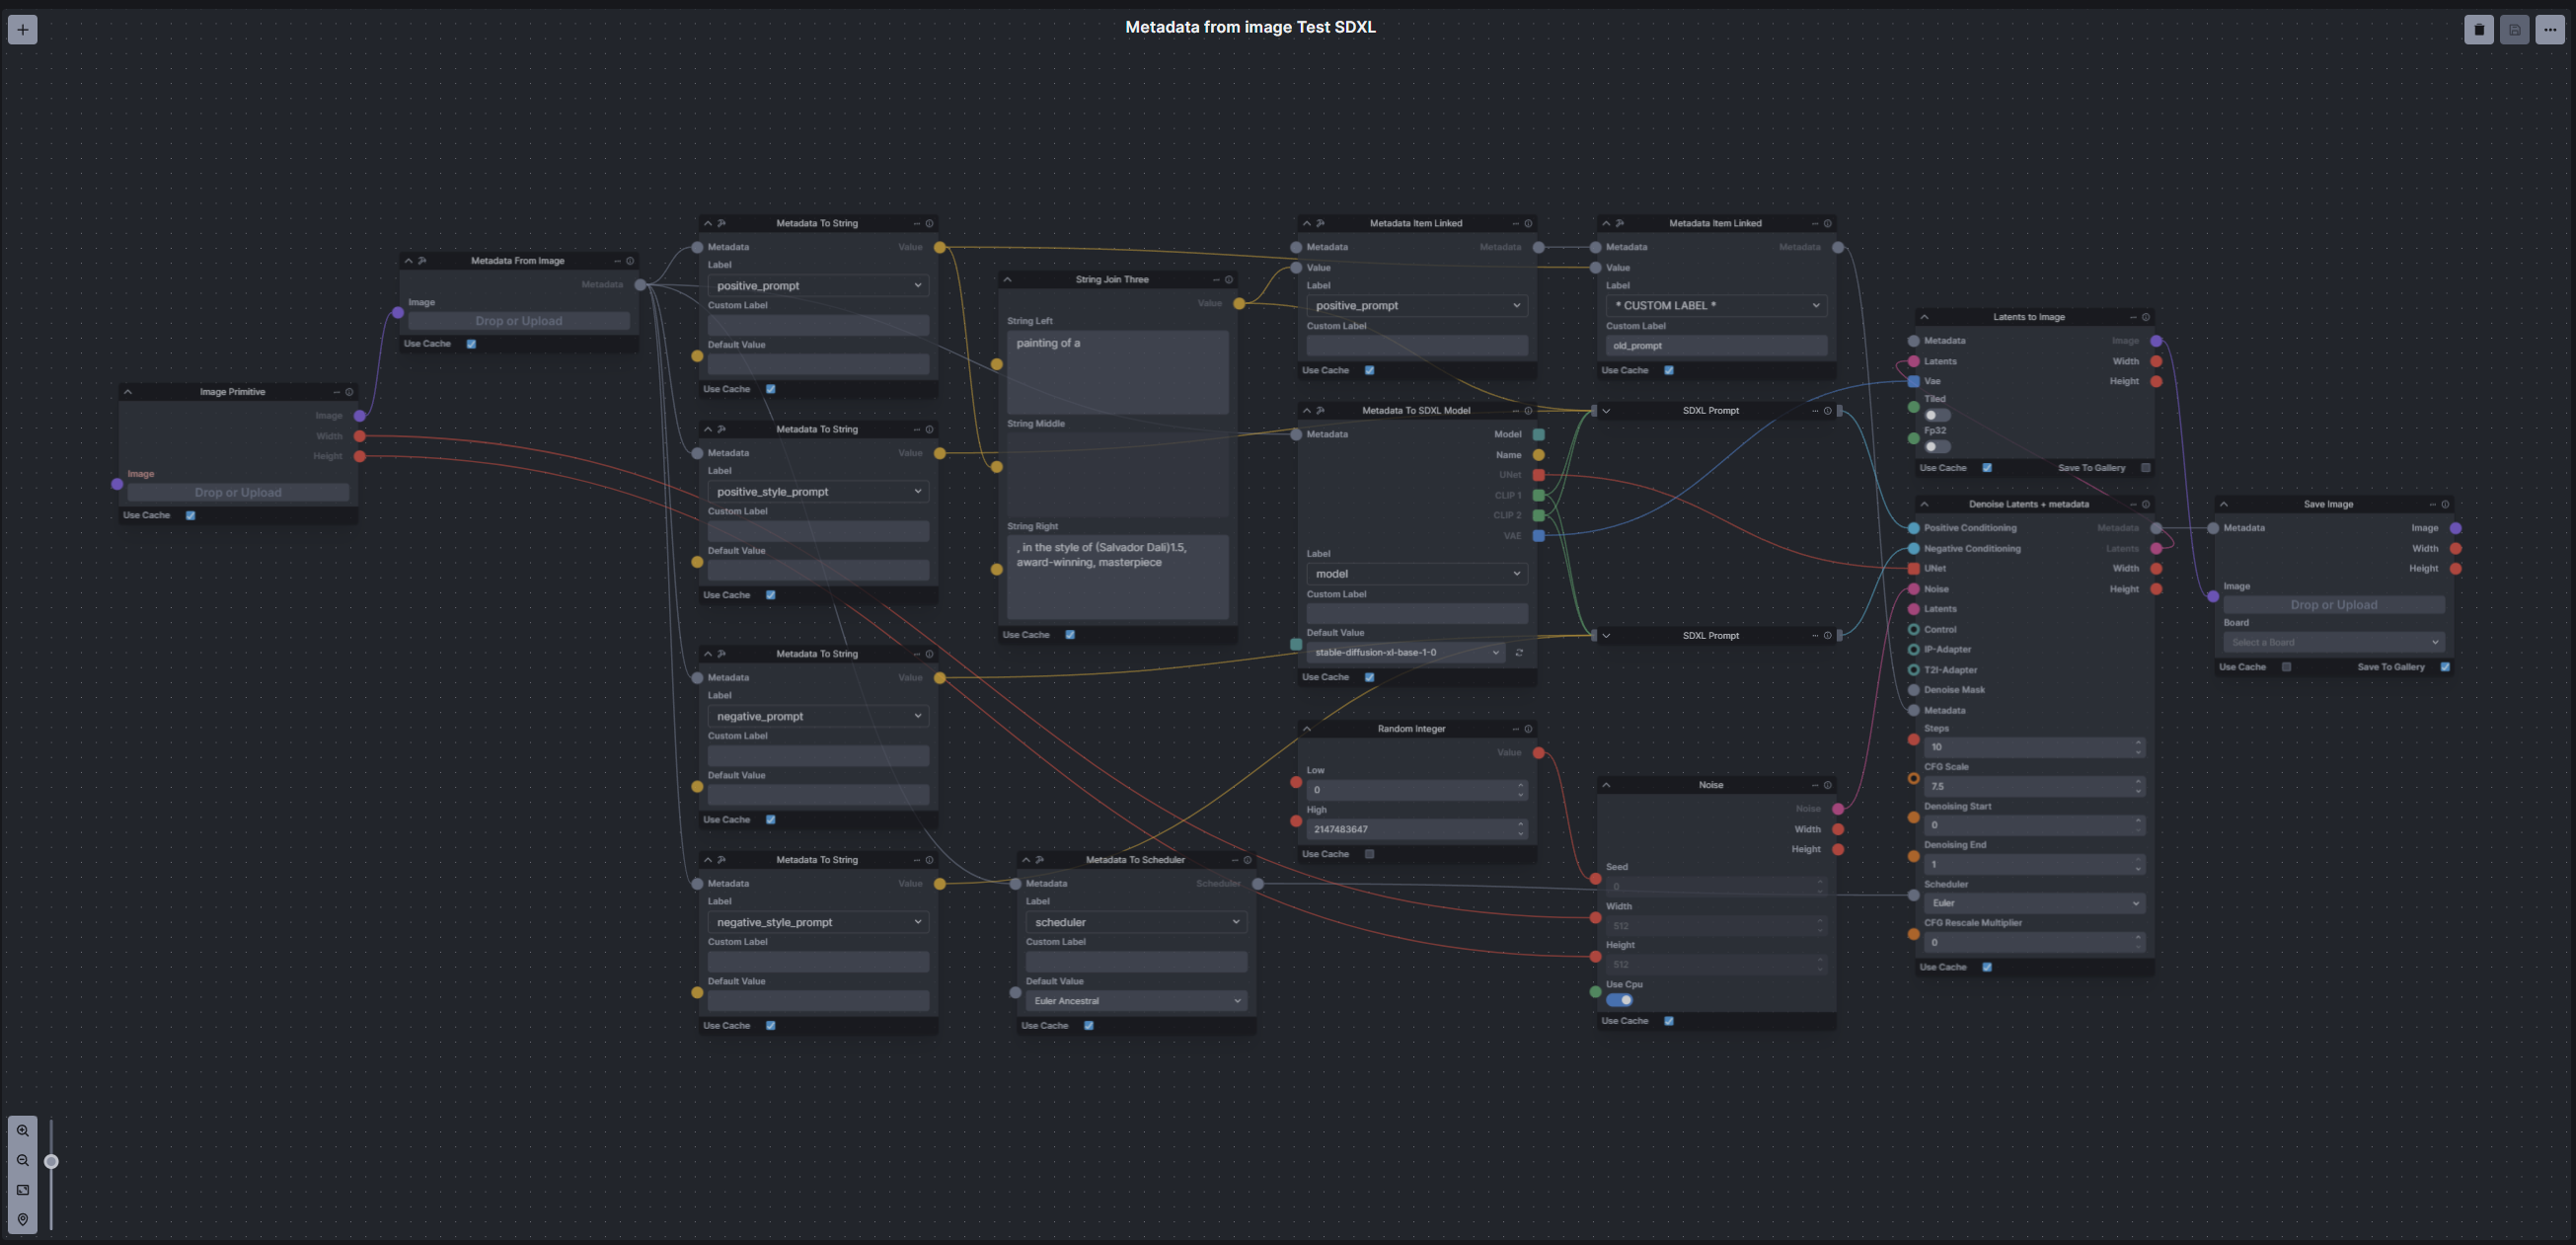 Metadata from image Test SDXL
Image Primitive
Image
Width
Height
Image
Drop or Upload
Use Cache
Metadata From Image
Metadata
Image
Drop or Upload
Use Cache
Metadata To String
Metadata Value
Label
positive_prompt
Custom Label
Default Value
Use Cache
Metadata To String
Metadata Value
Label
positive_style_prompt
Custom Label
Default Value
Use Cache
Metadata To String
Metadata Value
Label
negative_prompt
Custom Label
Default Value
Use Cache
Metadata To String
Metadata Value
Label
negative_style_prompt
Custom Label
Default Value
Use Cache
String Join Three
Value
String Left
painting of a
String Middle
String Right
, in the style of (Salvador Dali)1.5,
award-winning, masterpiece
Use Cache
Metadata To Scheduler
Metadata Scheduler
Label
scheduler
Custom Label
Default Value
Euler Ancestral
Use Cache
Metadata Item Linked
Metadata Metadata
Value
Label
positive_prompt
Custom Label
Use Cache
Metadata To SDXL Model
Metadata Model
Name
UNet
CLIP 1
CLIP 2
VAE
Label
model
Custom Label
Default Value
stable-diffusion-xl-base-1-0
Use Cache
Random Integer
Value
Low
0
High
2147483647
Use Cache
Metadata Item Linked
Metadata Metadata
Value
Label
* CUSTOM LABEL *
Custom Label
old_prompt
Use Cache
SDXL Prompt
SDXL Prompt
Noise
Noise
Width
Height
Seed
0
Width
512
Height
512
Use Cpu
Use Cache
Latents to Image
Metadata Image
Latents Width
Vae Height
Tiled
Fp32
Use Cache Save To Gallery
Denoise Latents + metadata
Positive Conditioning Metadata
Negative Conditioning Latents
UNet Width
Noise Height
Latents
Control
IP-Adapter
T2I-Adapter
Denoise Mask
Metadata
Steps
10
CFG Scale
7.5
Denoising Start
0
Denoising End
1
Scheduler
Euler
CFG Rescale Multiplier
0
Use Cache
Save Image
Metadata Image
Width
Height
Image
Drop or Upload
Board
Select a Board
Use Cache Save To Gallery